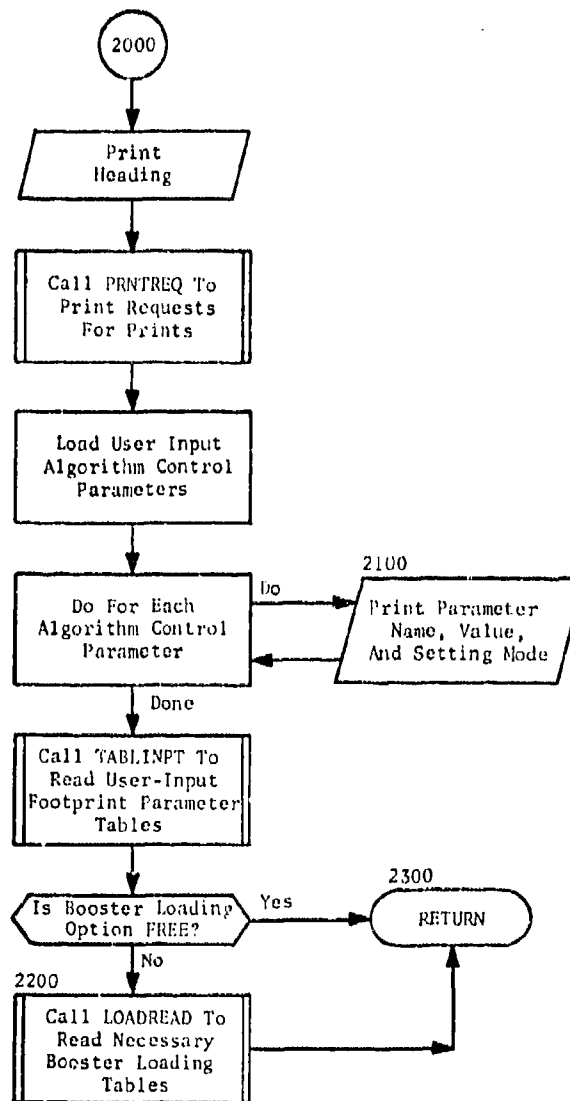 2000
Print
Heading
Call PRNTREQ To
Print Requests
For Prints
Load User Input
Algorithm Control
Parameters
2100
Do
Do For Each
Algorithm Control
Parameter
Print Parameter
Name, Value,
And Setting Mode
Done
Call TABLINPT To
Read User-Input
Footprint Parameter
Tables
2300
Is Booster Loading
Option FREE?
Yes
RETURN
No
2200
Call LOADREAD To
Read Necessary
Booster Loading
Tables